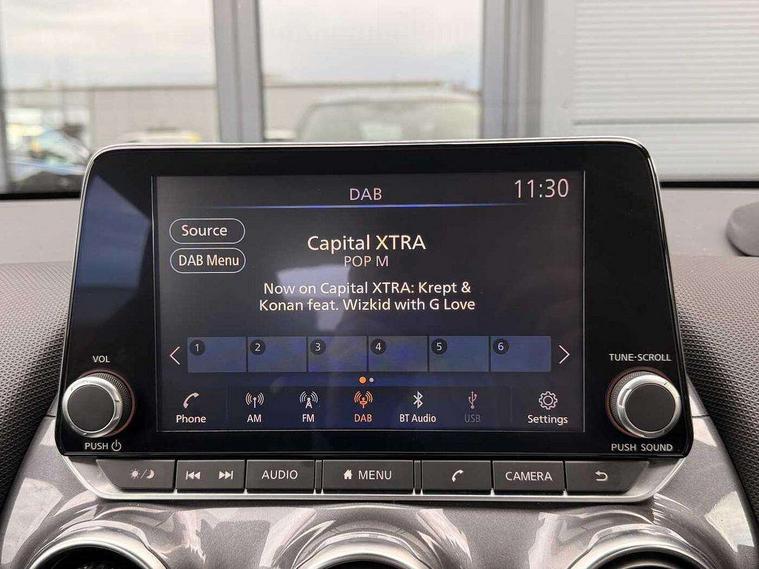 DAB
11:30
Source
DAB Menu
Capital XTRA
POP M
Now on Capital XTRA: Krept &
Konan feat. Wizkid with G Love
1 2 3 4 5 6
Phone AM FM DAB BT Audio USB Settings
VOL
PUSH
TUNE·SCROLL
PUSH SOUND
AUDIO MENU CAMERA